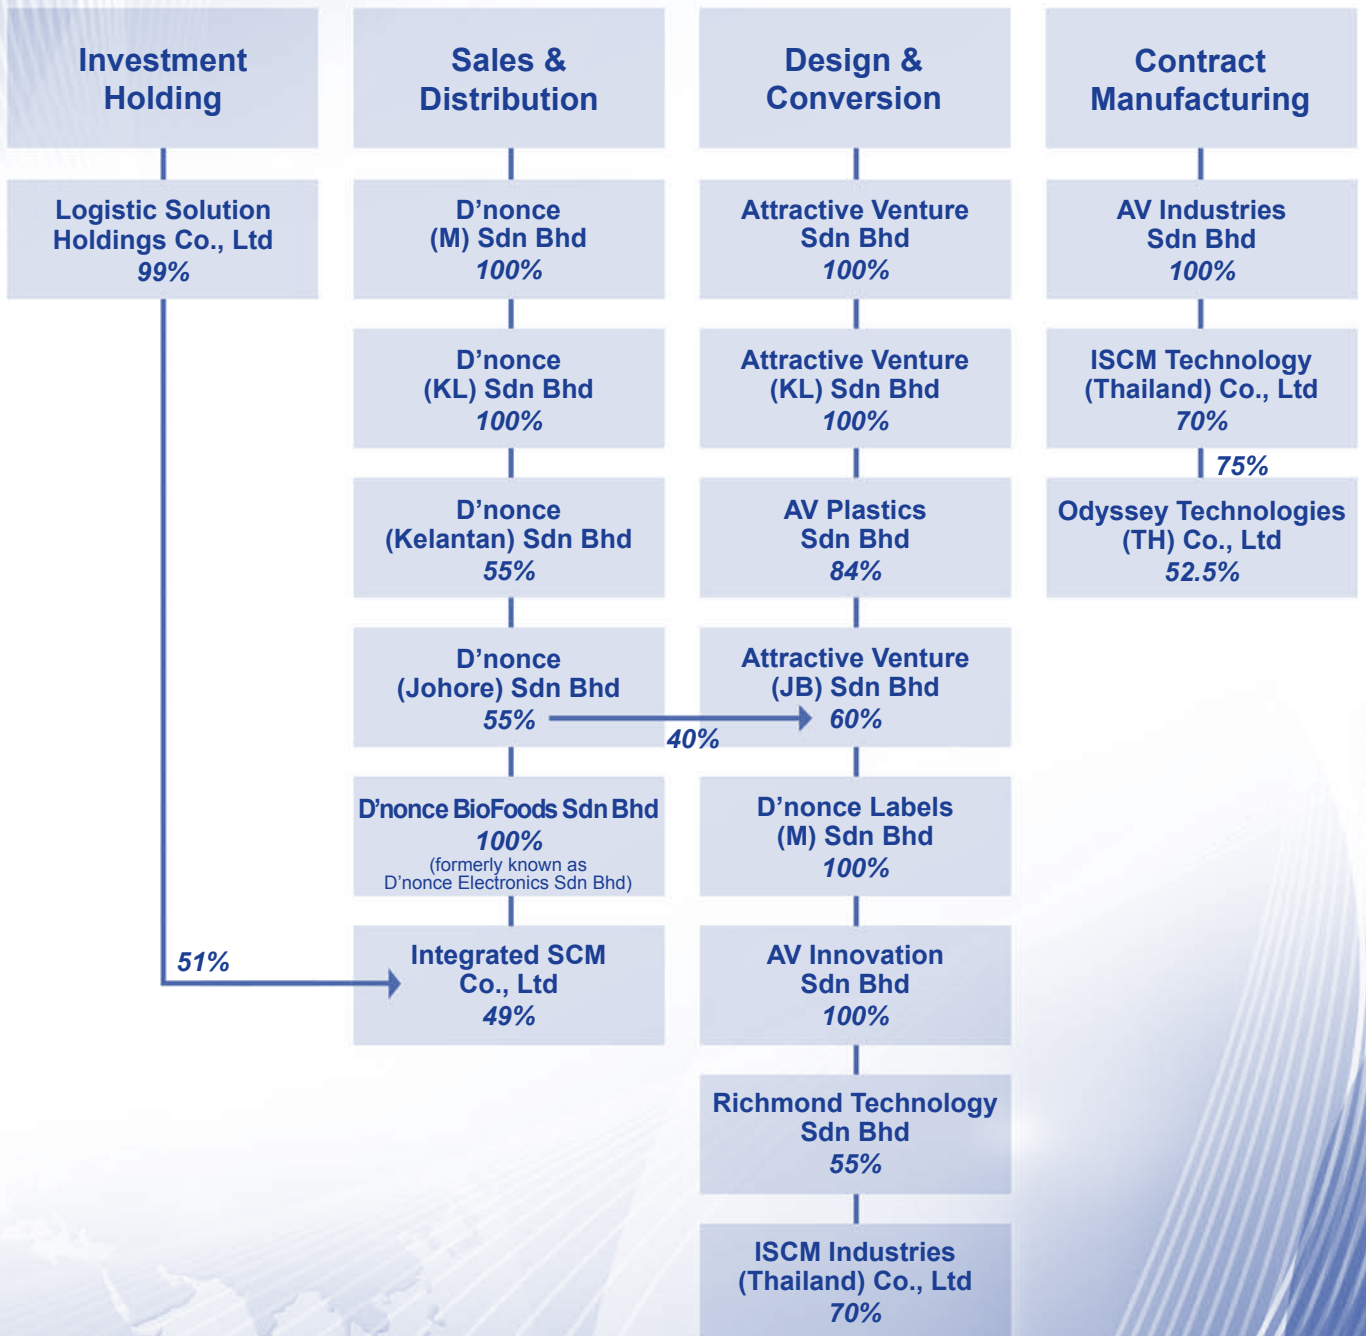 Investment
Holding
Logistic Solution
Holdings Co., Ltd
99%
51%
Sales &
Distribution
D'nonce
(M) Sdn Bhd
100%
D'nonce
(KL) Sdn Bhd
100%
D'nonce
(Kelantan) Sdn Bhd
55%
D'nonce
(Johore) Sdn Bhd
55%
40%
D'nonce BioFoods Sdn Bhd
100%
(formerly known as
D'nonce Electronics Sdn Bhd)
Integrated SCM
Co., Ltd
49%
Design &
Conversion
Attractive Venture
Sdn Bhd
100%
Attractive Venture
(KL) Sdn Bhd
100%
AV Plastics
Sdn Bhd
84%
Attractive Venture
(JB) Sdn Bhd
60%
D'nonce Labels
(M) Sdn Bhd
100%
AV Innovation
Sdn Bhd
100%
Richmond Technology
Sdn Bhd
55%
ISCM Industries
(Thailand) Co., Ltd
70%
Contract
Manufacturing
AV Industries
Sdn Bhd
100%
ISCM Technology
(Thailand) Co., Ltd
70%
75%
Odyssey Technologies
(TH) Co., Ltd
52.5%